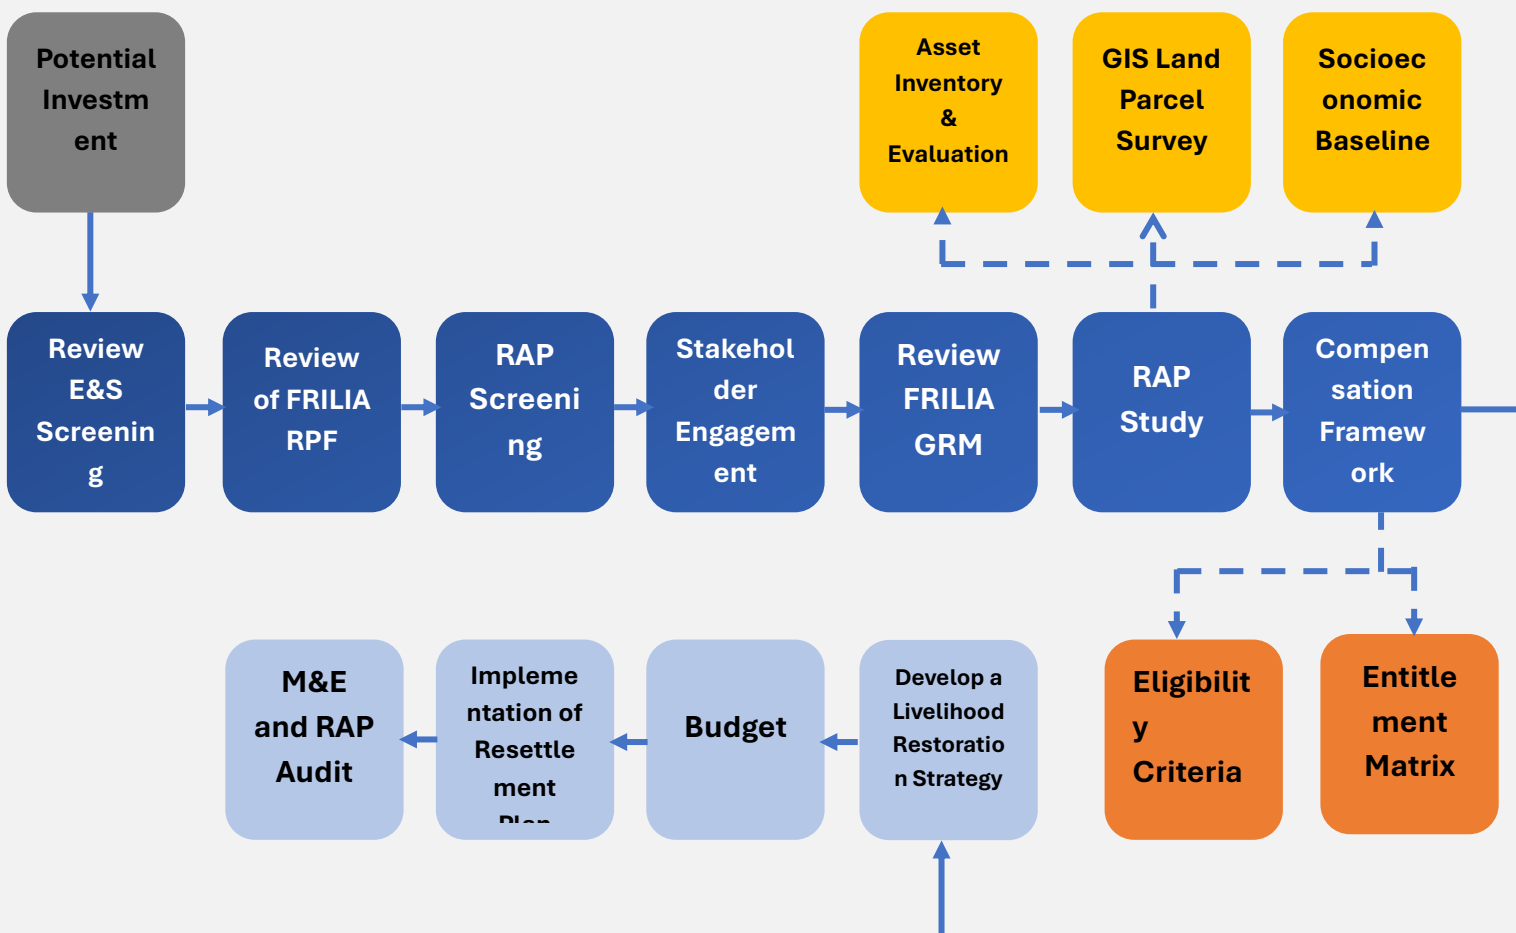 Potential
Investm
ent
Asset
Inventory
&
Evaluation
GIS Land
Parcel
Survey
Socioec
onomic
Baseline
Review
E&S
Screenin
g
Review
of FRILIA
RPF
RAP
Screeni
ng
Stakehol
der
Engagem
ent
Review
FRILIA
GRM
RAP
Study
Compen
sation
Framew
ork
M&E
and RAP
Audit
Impleme
ntation of
Resettle
ment
Plan
Budget
Develop a
Livelihood
Restoratio
n Strategy
Eligibilit
y
Criteria
Entitle
ment
Matrix